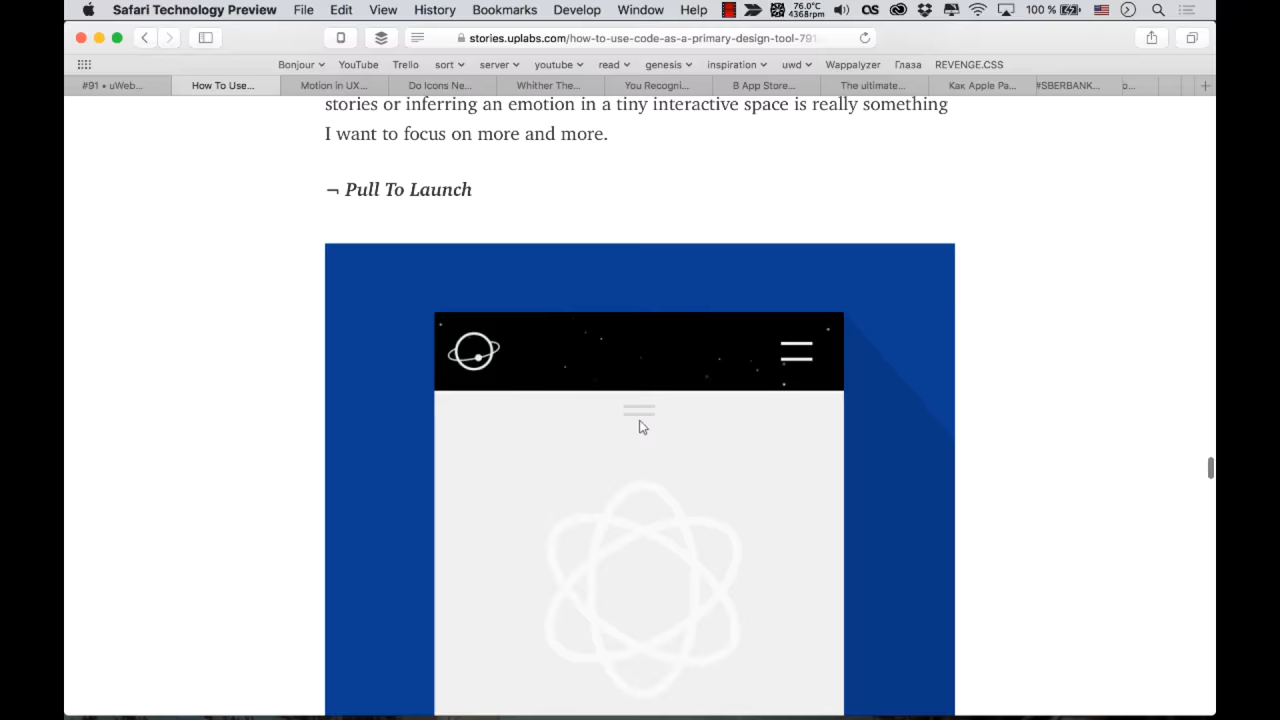 Safari Technology Preview File Edit View History Bookmarks Develop Window Help 76.0°C 4368rpm 100 %
stories.uplabs.com/how-to-use-code-as-a-primary-design-tool-791
Bonjour YouTube Trello sort server youtube read genesis inspiration uwd Wappalyzer Глаза REVENGE.CSS
#91 • uWeb... How To Use... Motion in UX... Do Icons Ne... Whither The... You Recogni... B App Store... The ultimate... Как Apple Pa... #SBERBANK...
stories or inferring an emotion in a tiny interactive space is really something
I want to focus on more and more.
¬ Pull To Launch